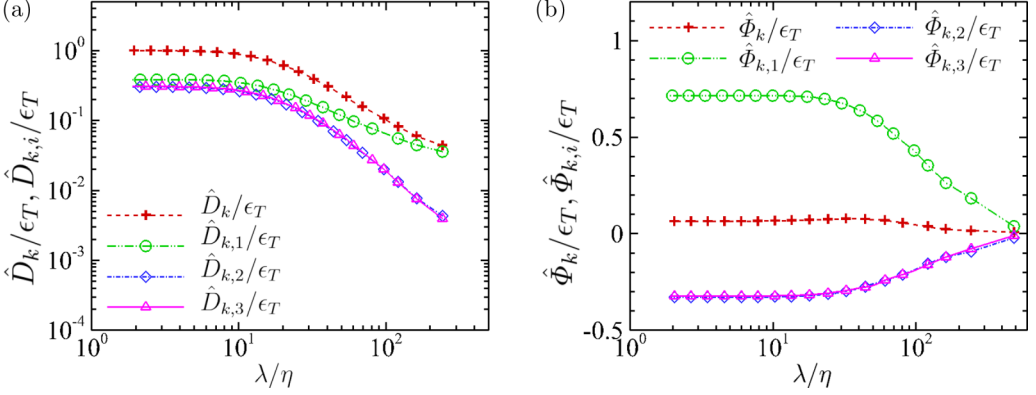 (a)
D̂_k/ϵ_T, D̂_{k,i}/ϵ_T
10^0
10^{-1}
10^{-2}
10^{-3}
10^{-4}
D̂_k/ϵ_T
D̂_{k,1}/ϵ_T
D̂_{k,2}/ϵ_T
D̂_{k,3}/ϵ_T
10^0 10^1 10^2
λ/η
(b)
Φ̂_k/ϵ_T, Φ̂_{k,i}/ϵ_T
1
0.5
0
-0.5
Φ̂_k/ϵ_T Φ̂_{k,2}/ϵ_T
Φ̂_{k,1}/ϵ_T Φ̂_{k,3}/ϵ_T
10^0 10^1 10^2
λ/η